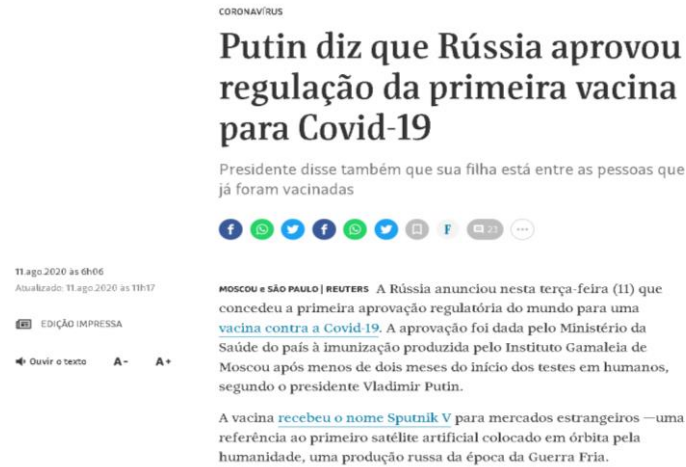 CORONAVÍRUS
Putin diz que Rússia aprovou
regulação da primeira vacina
para Covid-19
Presidente disse também que sua filha está entre as pessoas que
já foram vacinadas
F 21
11.ago.2020 às 6h06
Atualizado: 11.ago.2020 às 11h17
EDIÇÃO IMPRESSA
Ouvir o texto A- A+
MOSCOU e SÃO PAULO | REUTERS A Rússia anunciou nesta terça-feira (11) que
concedeu a primeira aprovação regulatória do mundo para uma
vacina contra a Covid-19. A aprovação foi dada pelo Ministério da
Saúde do país à imunização produzida pelo Instituto Gamaleia de
Moscou após menos de dois meses do início dos testes em humanos,
segundo o presidente Vladimir Putin.
A vacina recebeu o nome Sputnik V para mercados estrangeiros —uma
referência ao primeiro satélite artificial colocado em órbita pela
humanidade, uma produção russa da época da Guerra Fria.